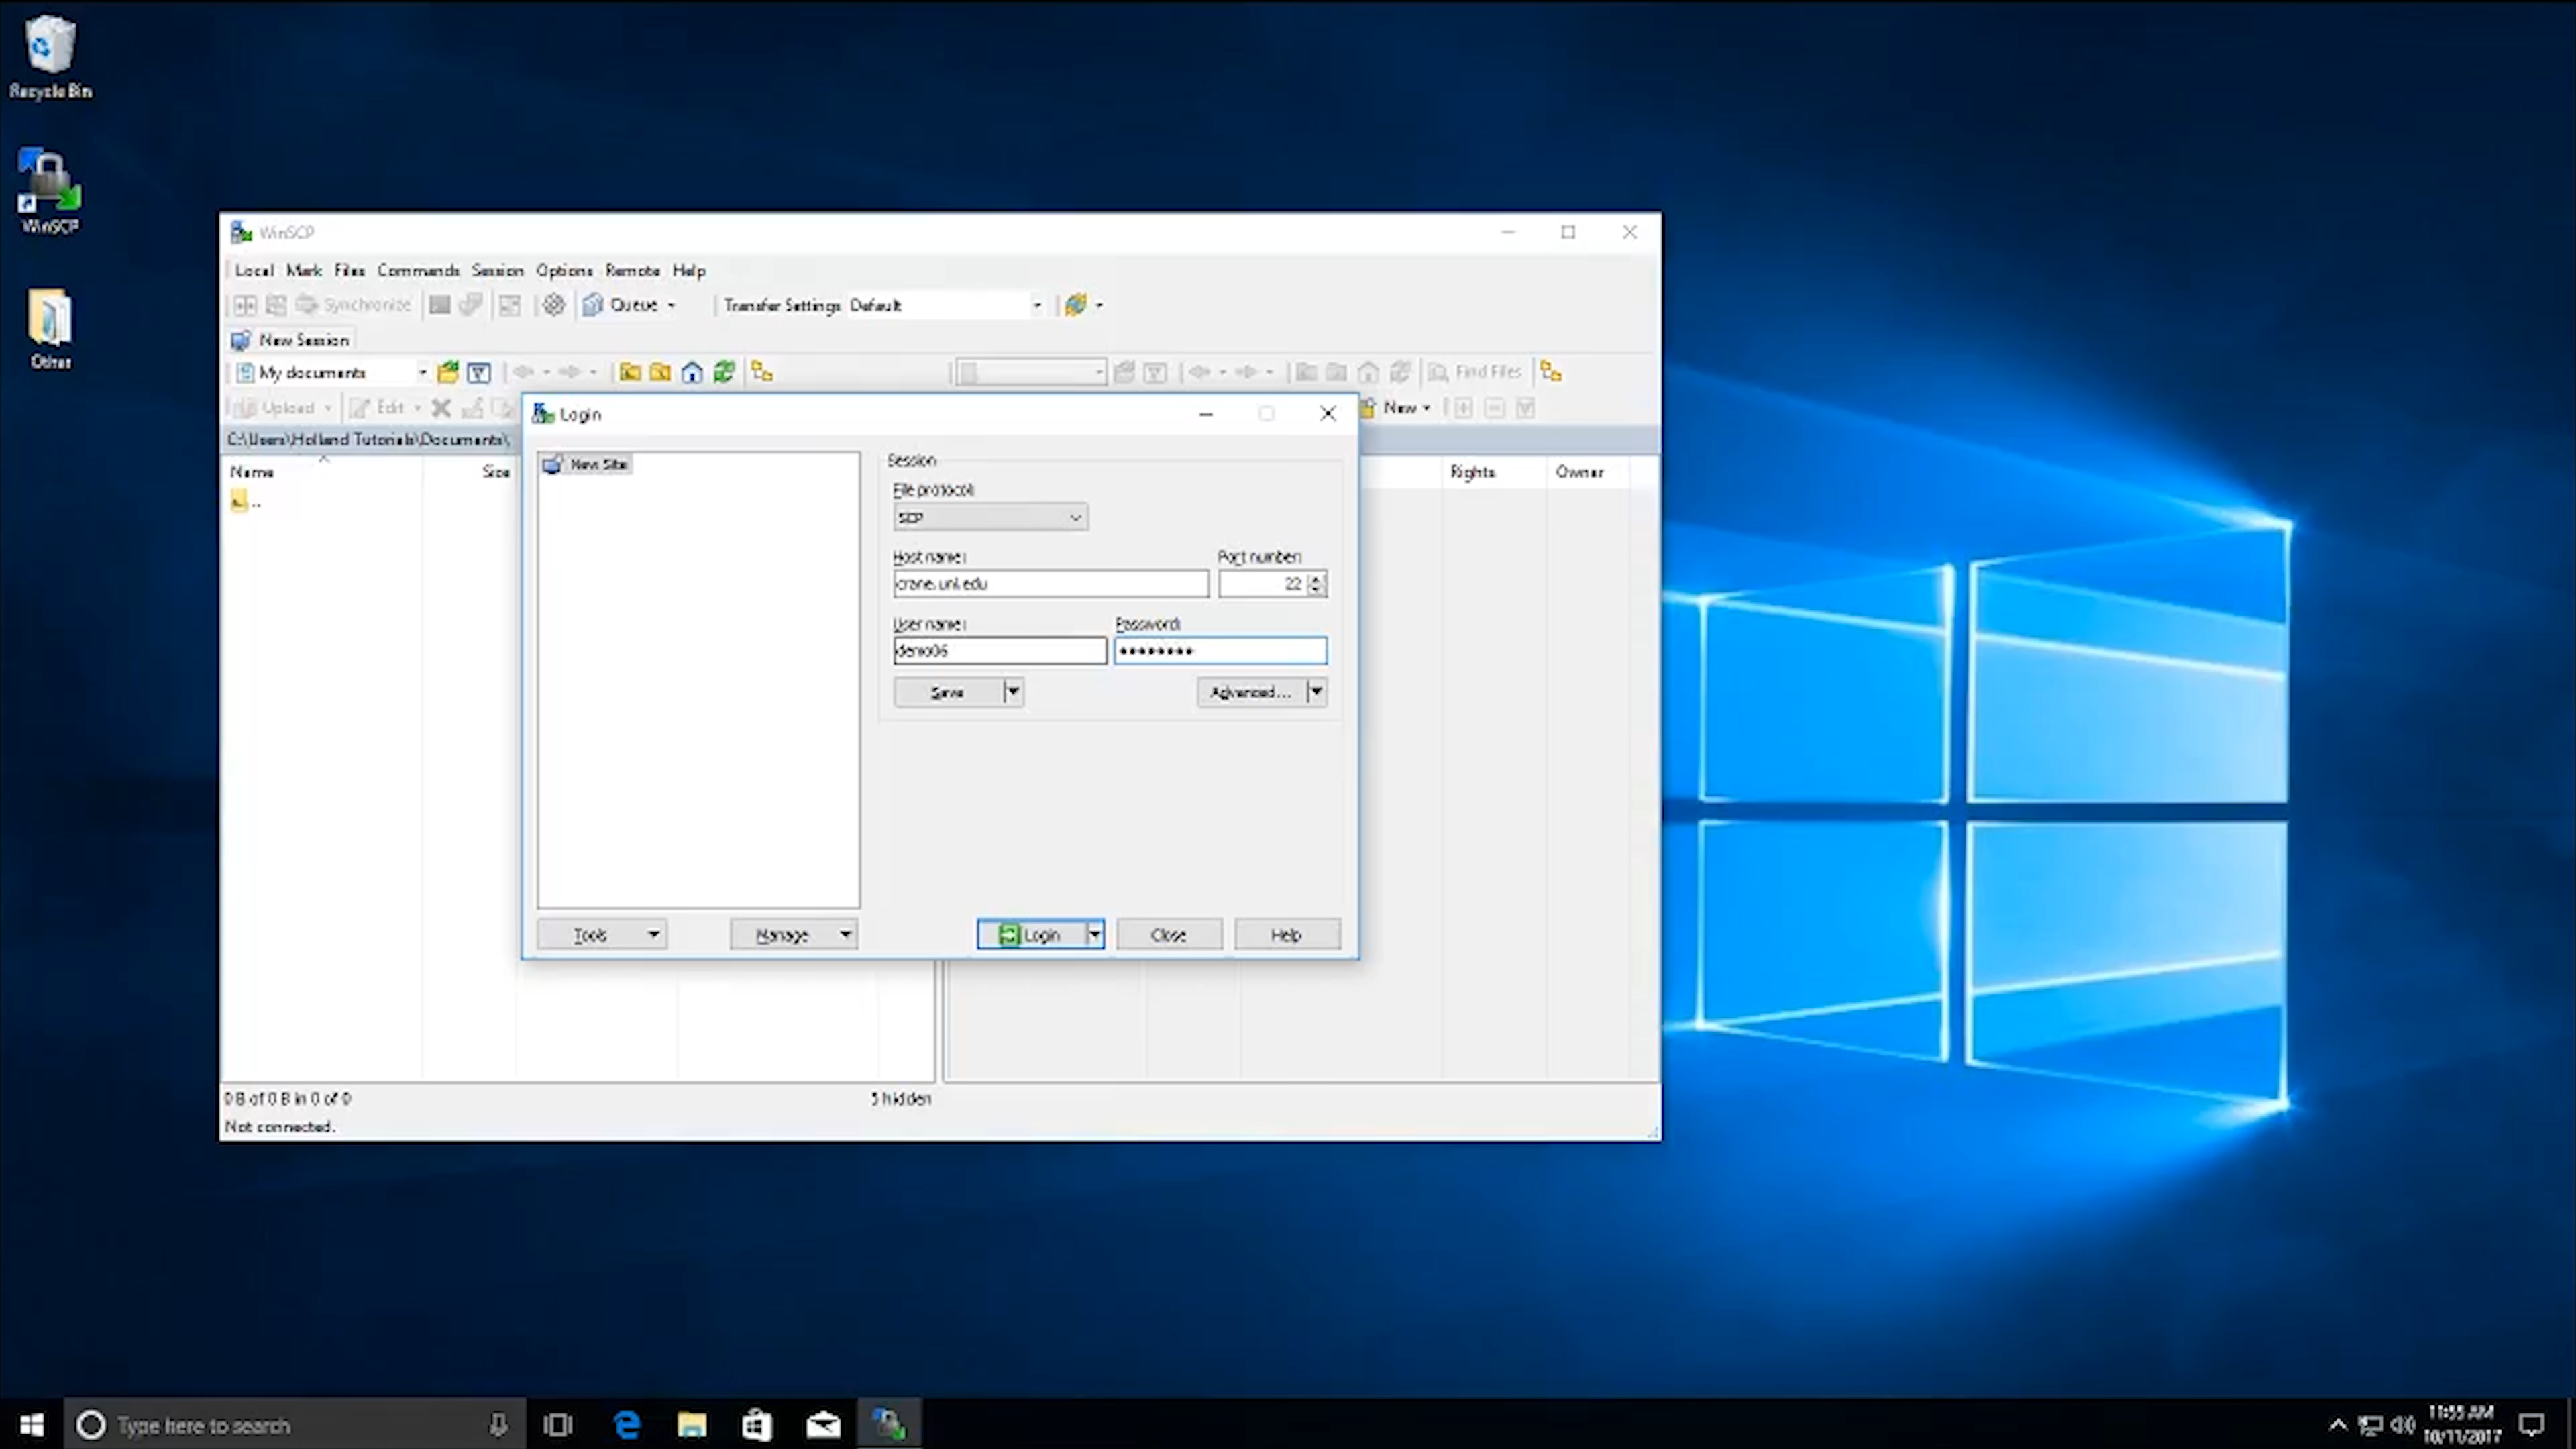 Recycle Bin
WinSCP
Other
WinSCP
Local Mark Files Commands Session Options Remote Help
Synchronize Queue Transfer Settings Default
New Session
My documents Find Files
Upload Edit New
C:\Users\Holland Tutorials\Documents\
Name Size Rights Owner
..
Login
New Site
Session
File protocol:
SCP
Host name: Port number:
crane.unl.edu 22
User name: Password:
demo06 ••••••••
Save Advanced...
Tools Manage Login Close Help
0 B of 0 B in 0 of 0 5 hidden
Not connected.
Type here to search
11:55 AM
10/11/2017